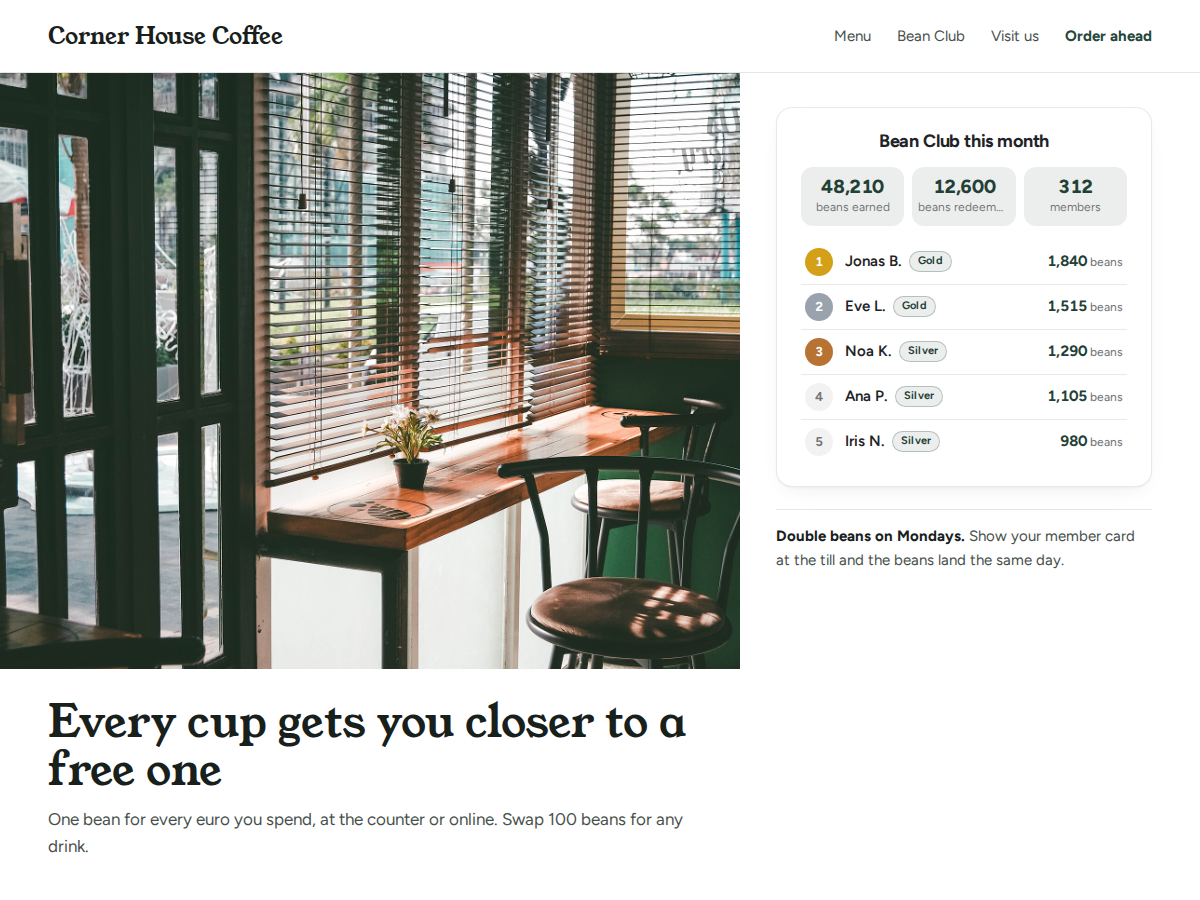 Corner House Coffee
Menu Bean Club Visit us Order ahead
Bean Club this month
48,210 12,600 312
beans earned beans redeem… members
1 Jonas B. Gold 1,840 beans
2 Eve L. Gold 1,515 beans
3 Noa K. Silver 1,290 beans
4 Ana P. Silver 1,105 beans
5 Iris N. Silver 980 beans
Double beans on Mondays. Show your member card
at the till and the beans land the same day.
Every cup gets you closer to a
free one
One bean for every euro you spend, at the counter or online. Swap 100 beans for any
drink.